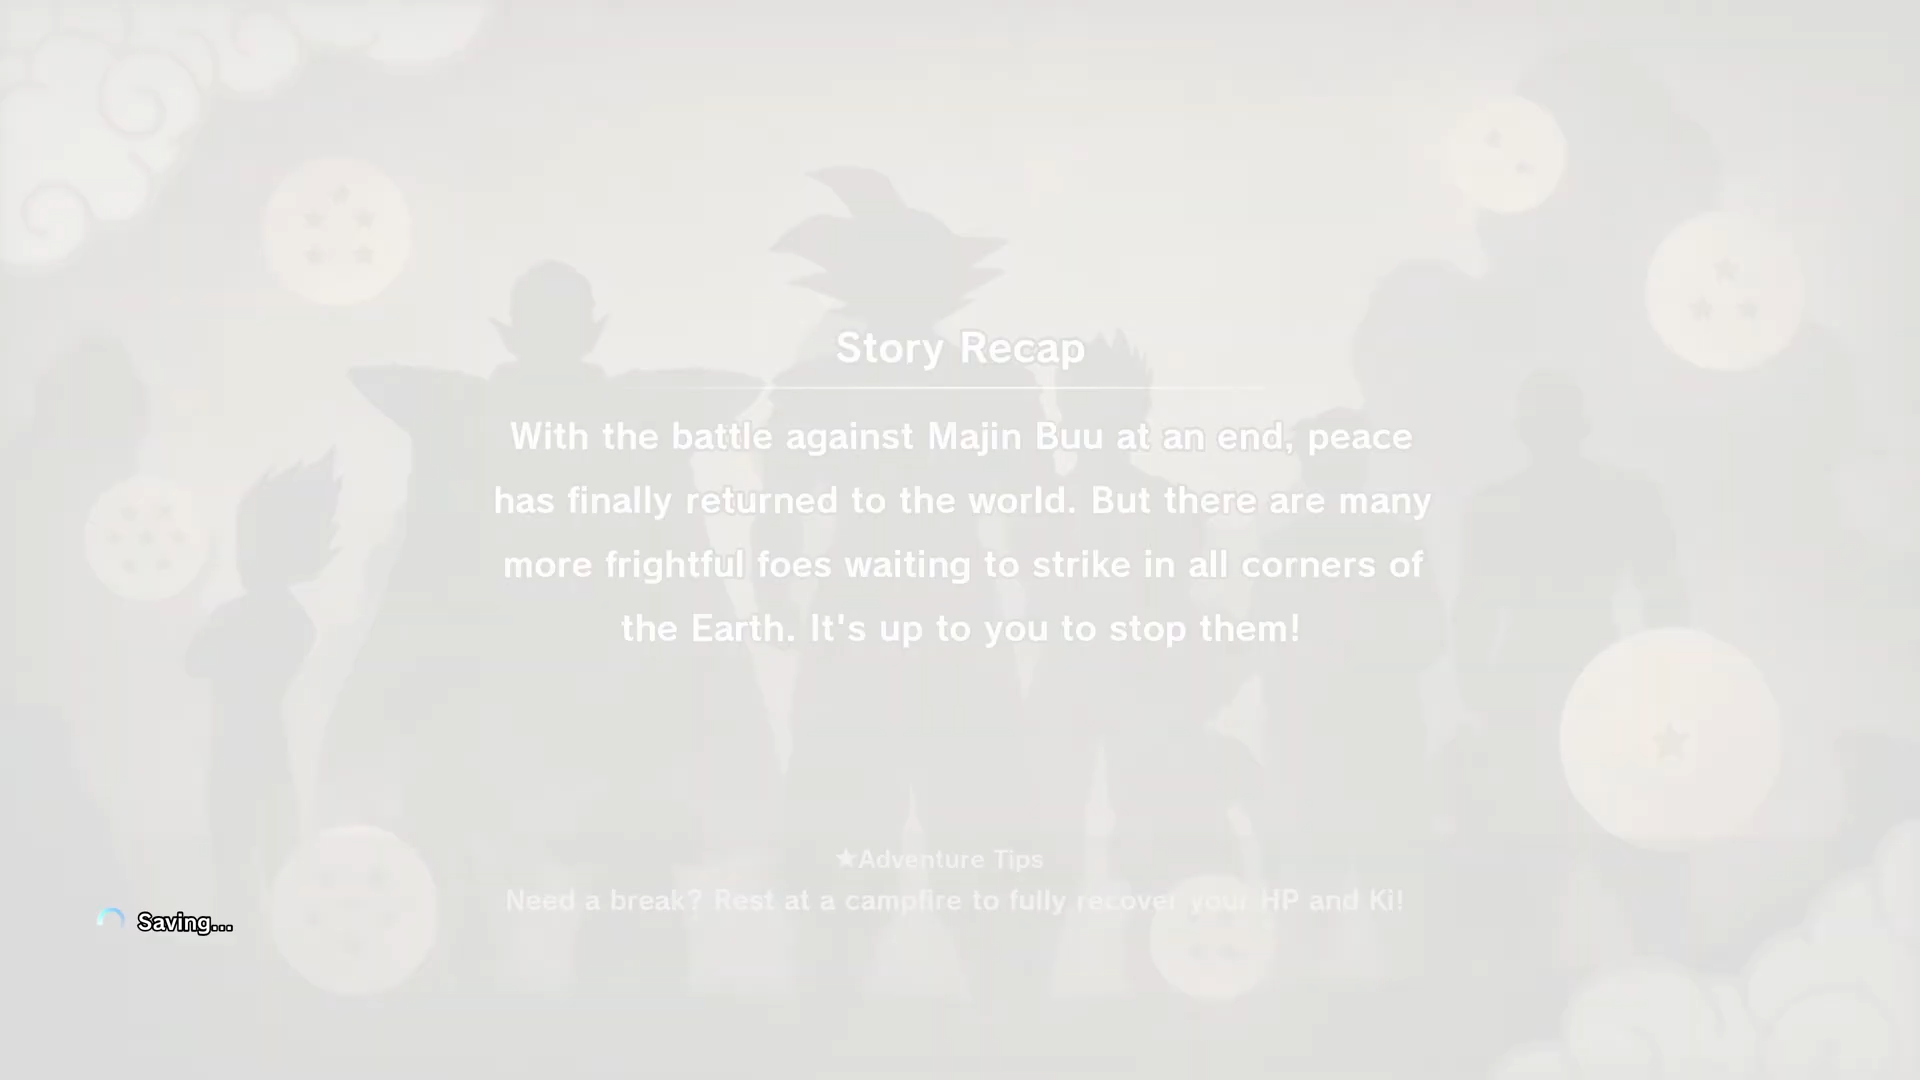 Story Recap
With the battle against Majin Buu at an end, peace
has finally returned to the world. But there are many
more frightful foes waiting to strike in all corners of
the Earth. It's up to you to stop them!
★Adventure Tips
Need a break? Rest at a campfire to fully recover your HP and Ki!
Saving...